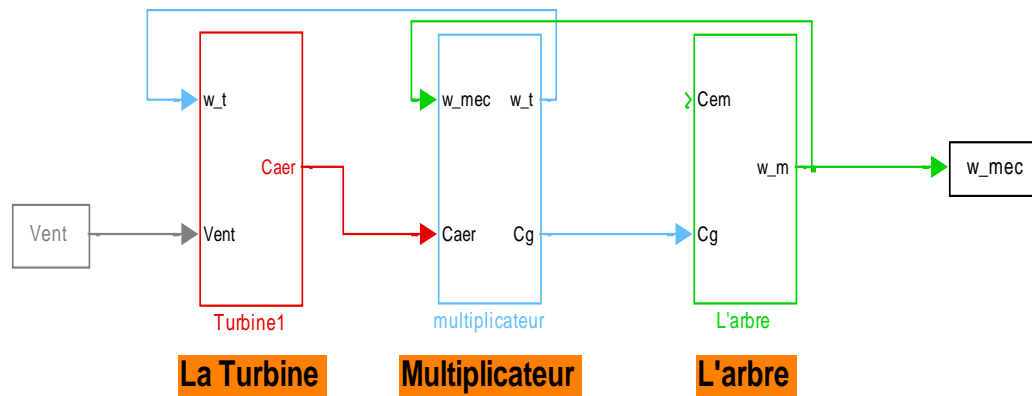 w_t
w_mec
w_t
Cem
Caer
w_m
w_mec
Vent
Vent
Caer
Cg
Cg
Turbine1
multiplicateur
L'arbre
La Turbine
Multiplicateur
L'arbre